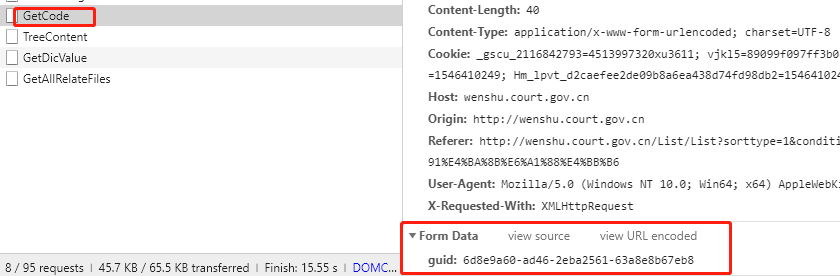 GetCode
TreeContent
GetDicValue
GetAllRelateFiles
8 / 95 requests | 45.7 KB / 65.5 KB transferred | Finish: 15.55 s | DOMC...
Content-Length: 40
Content-Type: application/x-www-form-urlencoded; charset=UTF-8
Cookie: _gscu_2116842793=4513997320xu3611; vjkl5=89099f097ff3b0
=1546410249; Hm_lpvt_d2caefee2de09b8a6ea438d74fd98db2=154641024
Host: wenshu.court.gov.cn
Origin: http://wenshu.court.gov.cn
Referer: http://wenshu.court.gov.cn/List/List?sorttype=1&conditi
91%E4%BA%8B%E6%A1%88%E4%BB%B6
User-Agent: Mozilla/5.0 (Windows NT 10.0; Win64; x64) AppleWebKi
X-Requested-With: XMLHttpRequest
Form Data view source view URL encoded
guid: 6d8e9a60-ad46-2eba2561-63a8e8b67eb8